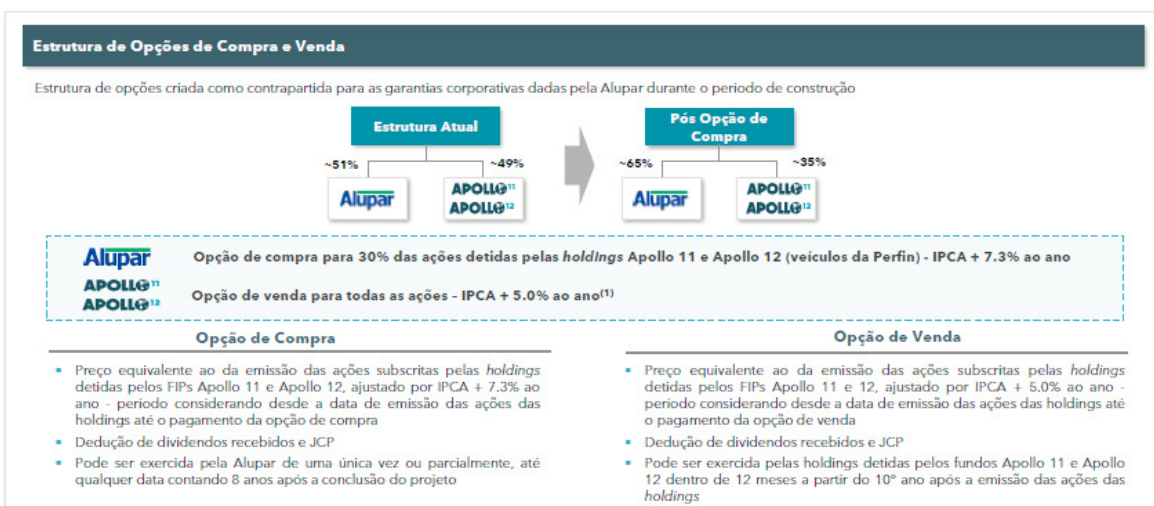 Estrutura de Opções de Compra e Venda
Estrutura de opções criada como contrapartida para as garantias corporativas dadas pela Alupar durante o periodo de construção
Estrutura Atual
~51%
~49%
Alupar
APOLLO11
APOLLO12
Pós Opção de
Compra
~65%
~35%
Alupar
APOLLO11
APOLLO12
Alupar
Opção de compra para 30% das ações detidas pelas holdings Apollo 11 e Apollo 12 (veículos da Perfin) - IPCA + 7.3% ao ano
APOLLO11
APOLLO12
Opção de venda para todas as ações - IPCA + 5.0% ao ano(1)
Opção de Compra
▪ Preço equivalente ao da emissão das ações subscritas pelas holdings
detidas pelos FIPs Apollo 11 e Apollo 12, ajustado por IPCA + 7.3% ao
ano - periodo considerando desde a data de emissão das ações das
holdings até o pagamento da opção de compra
▪ Dedução de dividendos recebidos e JCP
▪ Pode ser exercida pela Alupar de uma única vez ou parcialmente, até
qualquer data contando 8 anos após a conclusão do projeto
Opção de Venda
▪ Preço equivalente ao da emissão das ações subscritas pelas holdings
detidas pelos FIPs Apollo 11 e 12, ajustado por IPCA + 5.0% ao ano -
periodo considerando desde a data de emissão das ações das holdings até
o pagamento da opção de venda
▪ Dedução de dividendos recebidos e JCP
▪ Pode ser exercida pelas holdings detidas pelos fundos Apollo 11 e Apollo
12 dentro de 12 meses a partir do 10º ano após a emissão das ações das
holdings